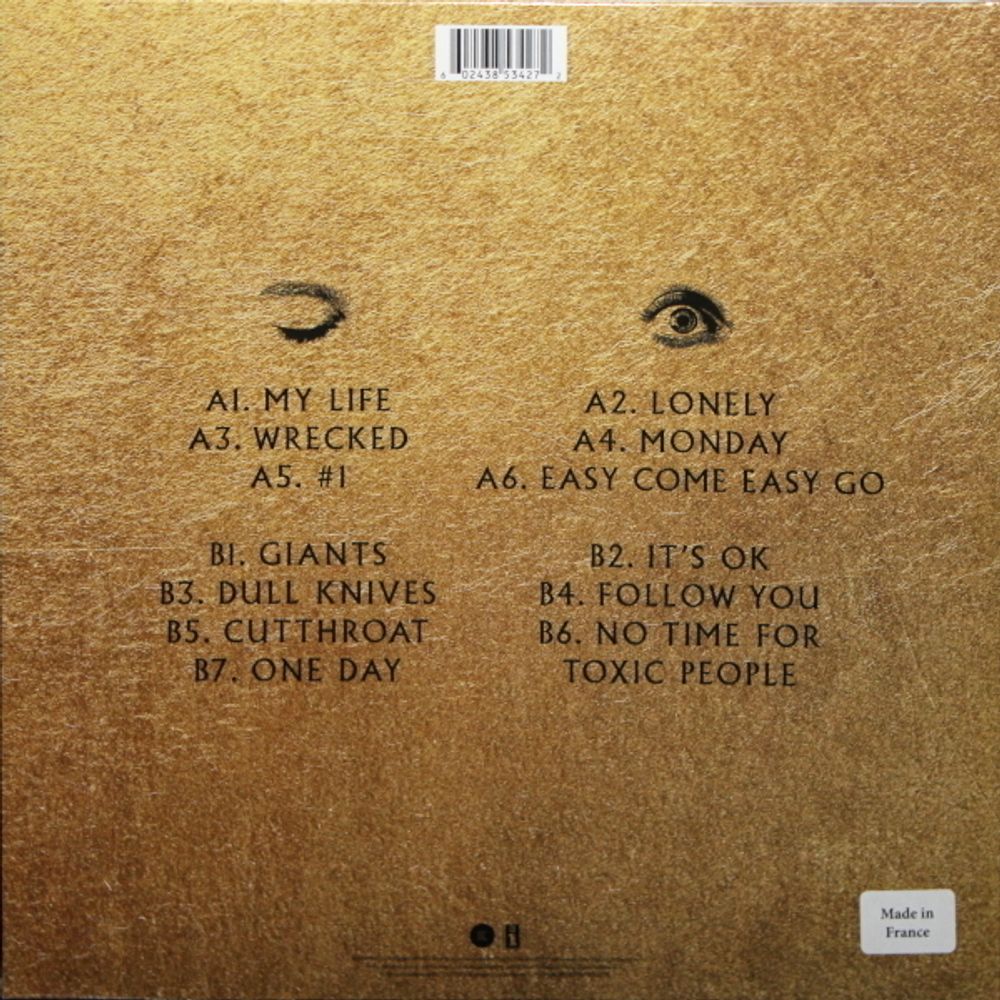 6 02438 53427 2
A1. MY LIFE
A2. LONELY
A3. WRECKED
A4. MONDAY
A5. #1
A6. EASY COME EASY GO
B1. GIANTS
B2. IT'S OK
B3. DULL KNIVES
B4. FOLLOW YOU
B5. CUTTHROAT
B6. NO TIME FOR
TOXIC PEOPLE
B7. ONE DAY
Made in
France